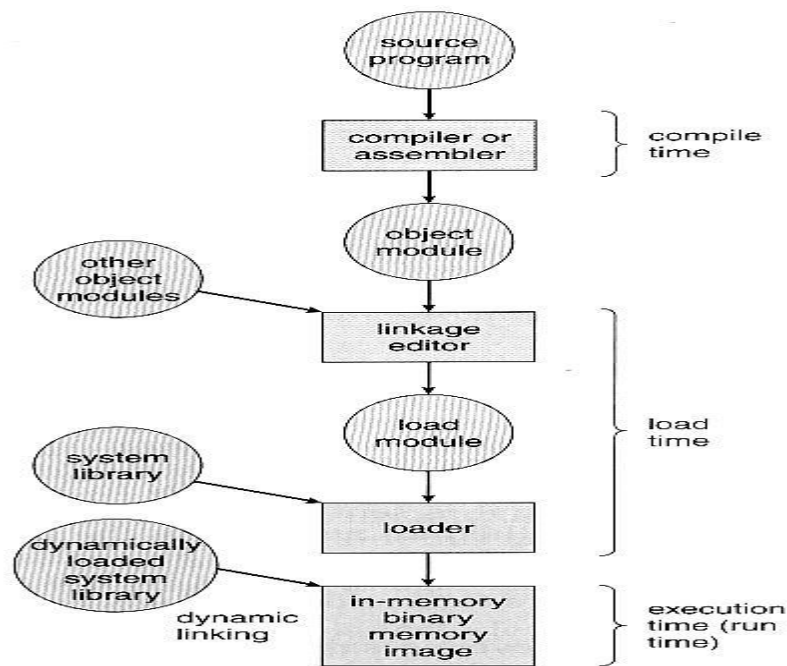 source
program
compiler or
assembler
compile
time
object
module
other
object
modules
linkage
editor
load
module
load
time
system
library
loader
dynamically
loaded
system
library
dynamic
linking
in-memory
binary
memory
image
execution
time (run
time)